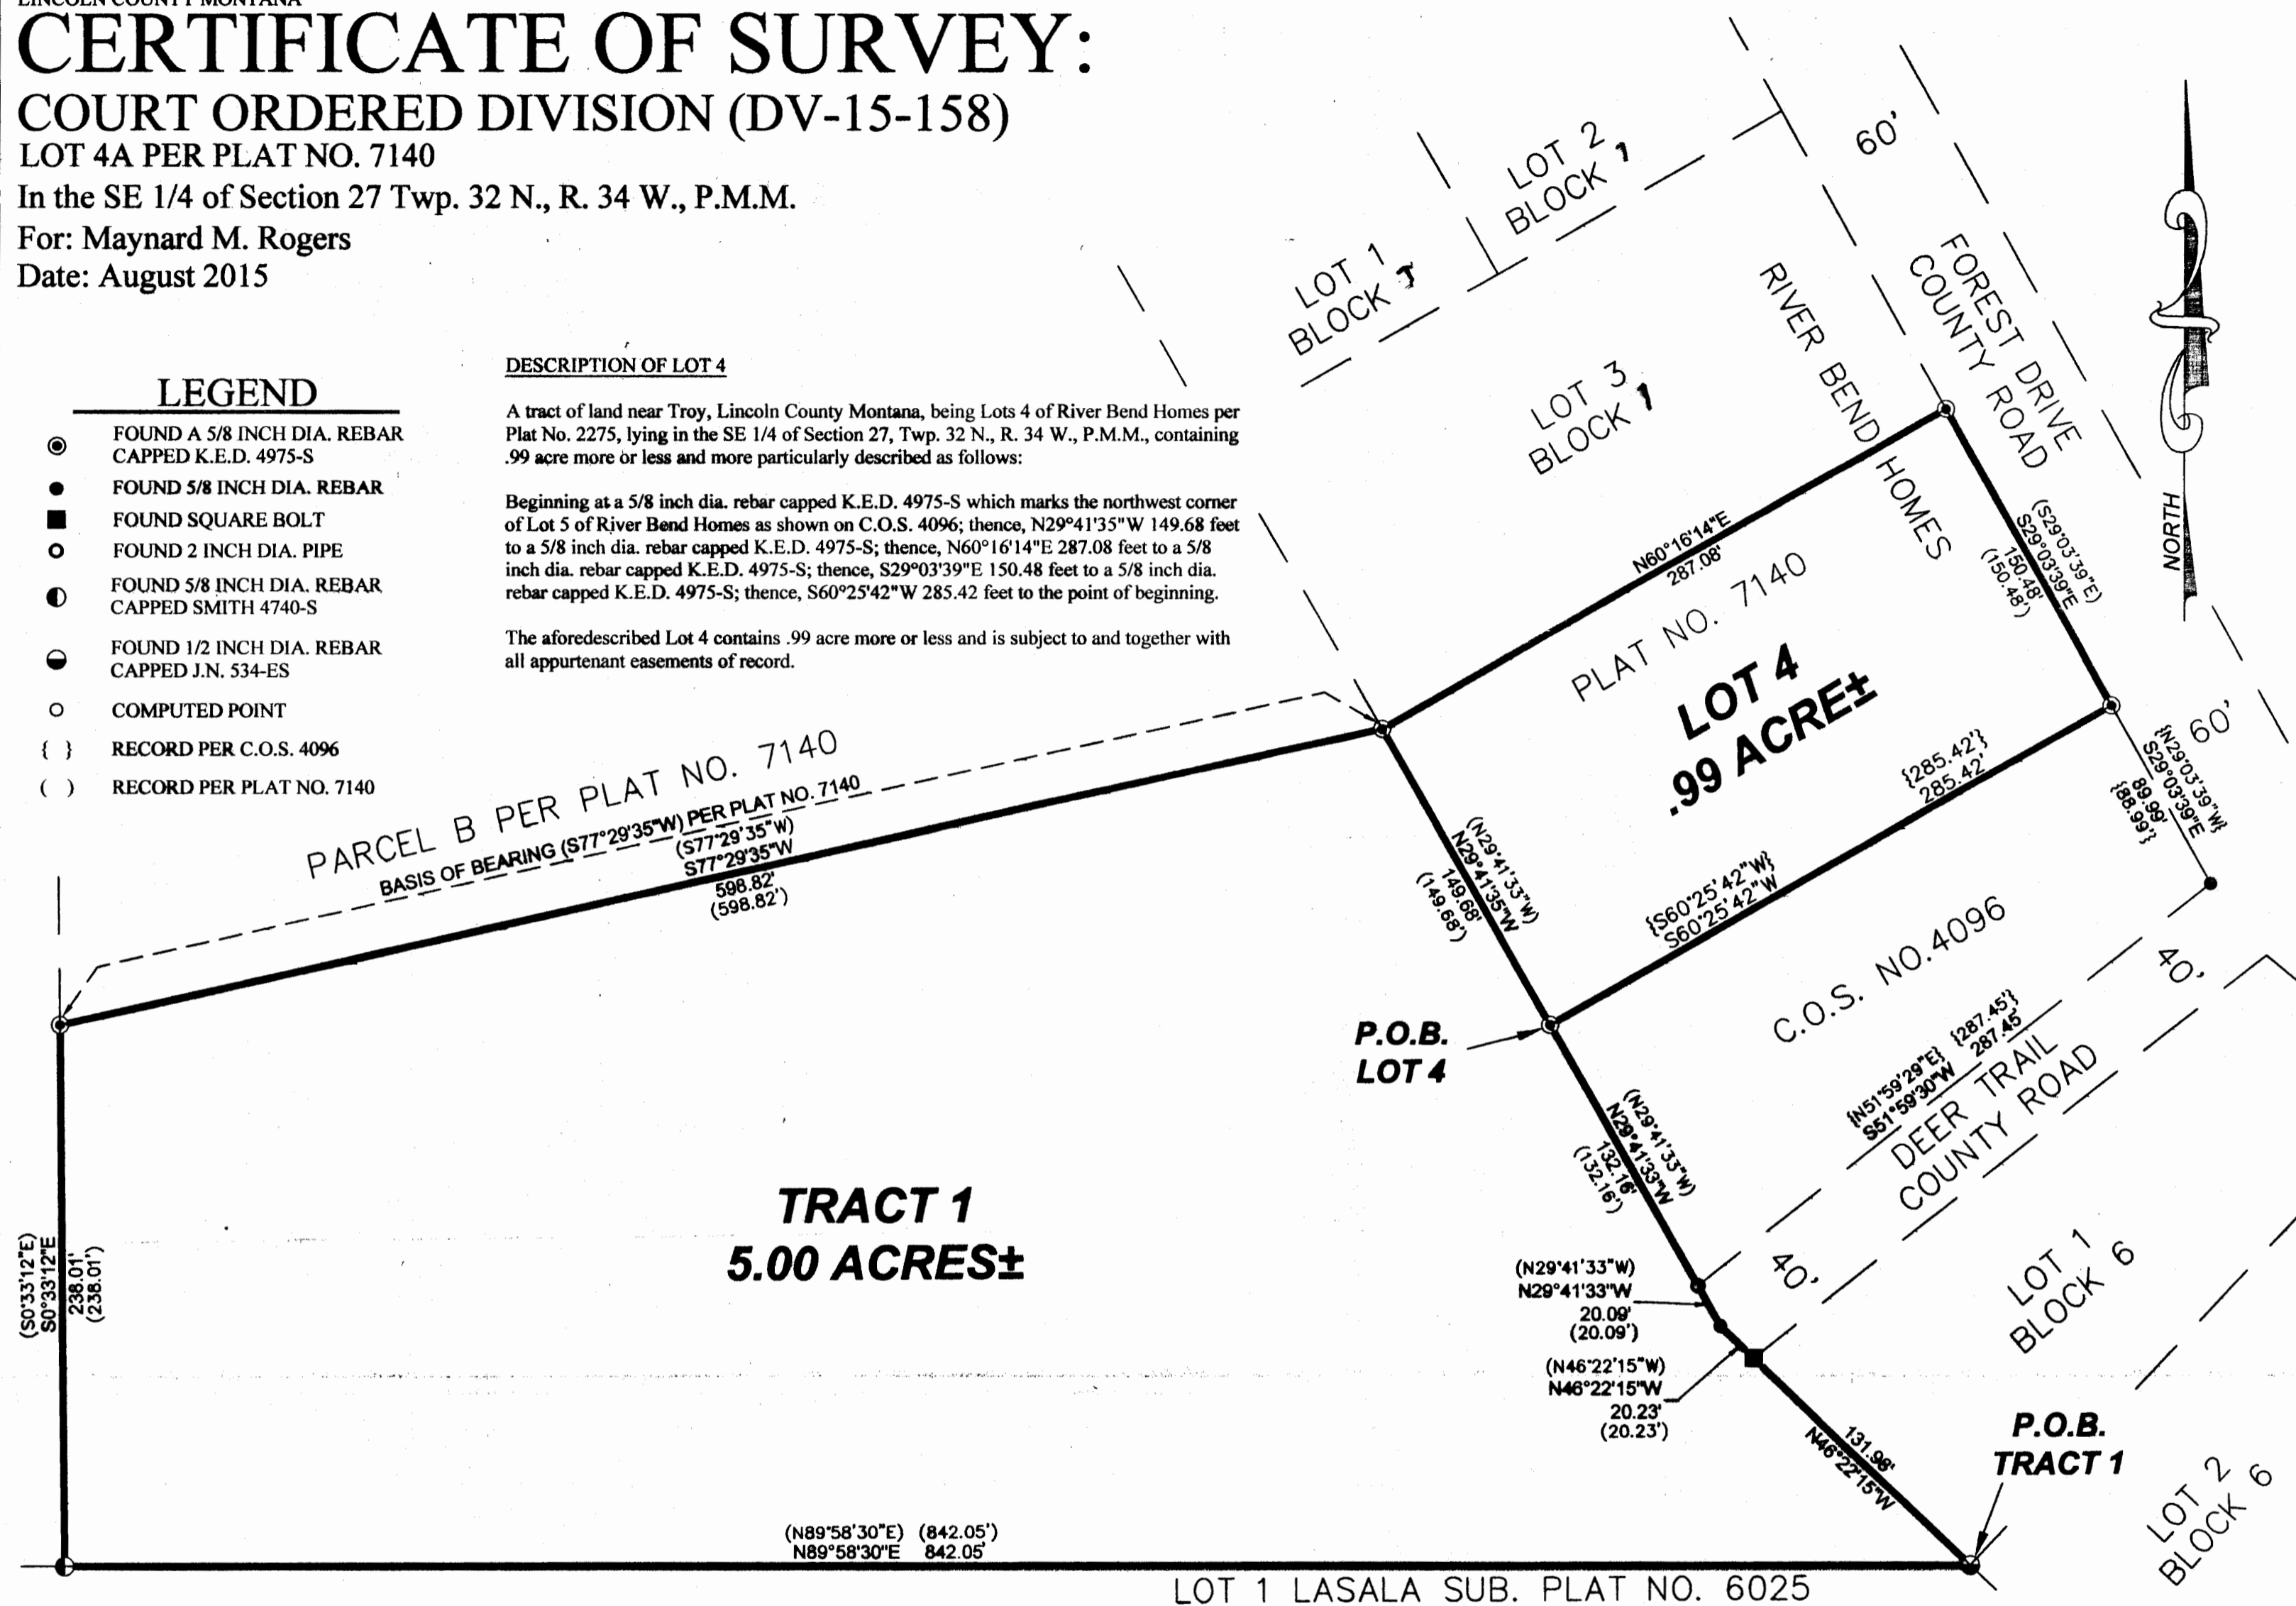 LINCOLN COUNTY MONTANA
CERTIFICATE OF SURVEY:
COURT ORDERED DIVISION (DV-15-158)
LOT 4A PER PLAT NO. 7140
In the SE 1/4 of Section 27 Twp. 32 N., R. 34 W., P.M.M.
For: Maynard M. Rogers
Date: August 2015
LEGEND
FOUND A 5/8 INCH DIA. REBAR
CAPPED K.E.D. 4975-S
FOUND 5/8 INCH DIA. REBAR
FOUND SQUARE BOLT
FOUND 2 INCH DIA. PIPE
FOUND 5/8 INCH DIA. REBAR
CAPPED SMITH 4740-S
FOUND 1/2 INCH DIA. REBAR
CAPPED J.N. 534-ES
COMPUTED POINT
{ } RECORD PER C.O.S. 4096
( ) RECORD PER PLAT NO. 7140
DESCRIPTION OF LOT 4
A tract of land near Troy, Lincoln County Montana, being Lots 4 of River Bend Homes per
Plat No. 2275, lying in the SE 1/4 of Section 27, Twp. 32 N., R. 34 W., P.M.M., containing
.99 acre more or less and more particularly described as follows:
Beginning at a 5/8 inch dia. rebar capped K.E.D. 4975-S which marks the northwest corner
of Lot 5 of River Bend Homes as shown on C.O.S. 4096; thence, N29°41'35"W 149.68 feet
to a 5/8 inch dia. rebar capped K.E.D. 4975-S; thence, N60°16'14"E 287.08 feet to a 5/8
inch dia. rebar capped K.E.D. 4975-S; thence, S29°03'39"E 150.48 feet to a 5/8 inch dia.
rebar capped K.E.D. 4975-S; thence, S60°25'42"W 285.42 feet to the point of beginning.
The aforedescribed Lot 4 contains .99 acre more or less and is subject to and together with
all appurtenant easements of record.
LOT 2
BLOCK 1
LOT 1
BLOCK 1
LOT 3
BLOCK 1
60'
FOREST DRIVE
COUNTY ROAD
RIVER BEND HOMES
NORTH
N60°16'14"E
287.08'
PLAT NO. 7140
LOT 4
.99 ACRE±
(S29°03'39"E)
S29°03'39"E
150.48'
(150.48')
60'
{N29°03'39"W}
S29°03'39"E
89.99'
{88.99'}
{285.42'}
285.42'
{S60°25'42"W}
S60°25'42"W
(N29°41'33"W)
N29°41'35"W
149.68'
(149.68')
PARCEL B PER PLAT NO. 7140
BASIS OF BEARING (S77°29'35"W) PER PLAT NO. 7140
(S77°29'35"W)
S77°29'35"W
598.82'
(598.82')
P.O.B.
LOT 4
C.O.S. NO.4096
40'
{N51°59'29"E} {287.45'}
S51°59'30"W 287.45'
DEER TRAIL
COUNTY ROAD
(N29°41'33"W)
N29°41'33"W
132.16'
(132.16')
TRACT 1
5.00 ACRES±
(S0°33'12"E)
S0°33'12"E
238.01'
(238.01')
40'
(N29°41'33"W)
N29°41'33"W
20.09'
(20.09')
(N46°22'15"W)
N46°22'15"W
20.23'
(20.23')
LOT 1
BLOCK 6
131.98'
N46°22'15"W
P.O.B.
TRACT 1
LOT 2
BLOCK 6
(N89°58'30"E) (842.05')
N89°58'30"E 842.05'
LOT 1 LASALA SUB. PLAT NO. 6025